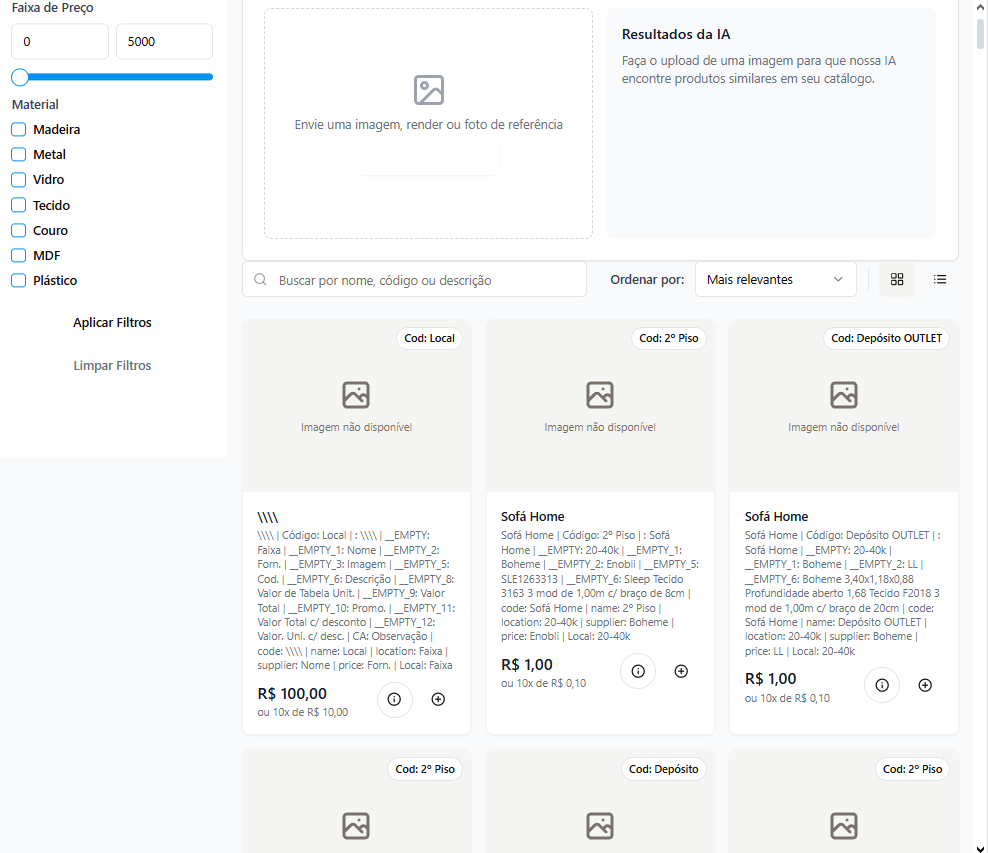 Faixa de Preço
0
5000
Material
Madeira
Metal
Vidro
Tecido
Couro
MDF
Plástico
Aplicar Filtros
Limpar Filtros
Envie uma imagem, render ou foto de referência
Resultados da IA
Faça o upload de uma imagem para que nossa IA
encontre produtos similares em seu catálogo.
Buscar por nome, código ou descrição
Ordenar por:
Mais relevantes
Cod: Local
Imagem não disponível
\\\\
\\\\ | Código: Local | : \\\\ | __EMPTY:
Faixa | __EMPTY_1: Nome | __EMPTY_2:
Forn. | __EMPTY_3: Imagem | __EMPTY_5:
Cod. | __EMPTY_6: Descrição | __EMPTY_8:
Valor de Tabela Unit. | __EMPTY_9: Valor
Total | __EMPTY_10: Promo. | __EMPTY_11:
Valor Total c/ desconto | __EMPTY_12:
Valor. Uni. c/ desc. | CA: Observação |
code: \\\\ | name: Local | location: Faixa |
supplier: Nome | price: Forn. | Local: Faixa
R$ 100,00
ou 10x de R$ 10,00
Cod: 2º Piso
Imagem não disponível
Sofá Home
Sofá Home | Código: 2º Piso | : Sofá
Home | __EMPTY: 20-40k | __EMPTY_1:
Boheme | __EMPTY_2: Enobli | __EMPTY_5:
SLE1263313 | __EMPTY_6: Sleep Tecido
3163 3 mod de 1,00m c/ braço de 8cm |
code: Sofá Home | name: 2º Piso |
location: 20-40k | supplier: Boheme |
price: Enobli | Local: 20-40k
R$ 1,00
ou 10x de R$ 0,10
Cod: Depósito OUTLET
Imagem não disponível
Sofá Home
Sofá Home | Código: Depósito OUTLET | :
Sofá Home | __EMPTY: 20-40k |
__EMPTY_1: Boheme | __EMPTY_2: LL |
__EMPTY_6: Boheme 3,40x1,18x0,88
Profundidade aberto 1,68 Tecido F2018 3
mod de 1,00m c/ braço de 20cm | code:
Sofá Home | name: Depósito OUTLET |
location: 20-40k | supplier: Boheme |
price: LL | Local: 20-40k
R$ 1,00
ou 10x de R$ 0,10
Cod: 2º Piso
Cod: Depósito
Cod: 2º Piso